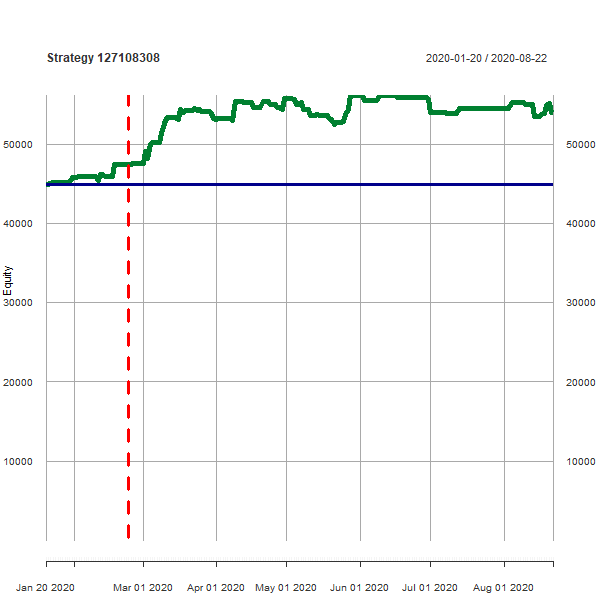 Strategy 127108308
2020-01-20 / 2020-08-22
50000
50000
40000
40000
Equity
30000
30000
20000
20000
10000
10000
Jan 20 2020
Mar 01 2020
Apr 01 2020
May 01 2020
Jun 01 2020
Jul 01 2020
Aug 01 2020